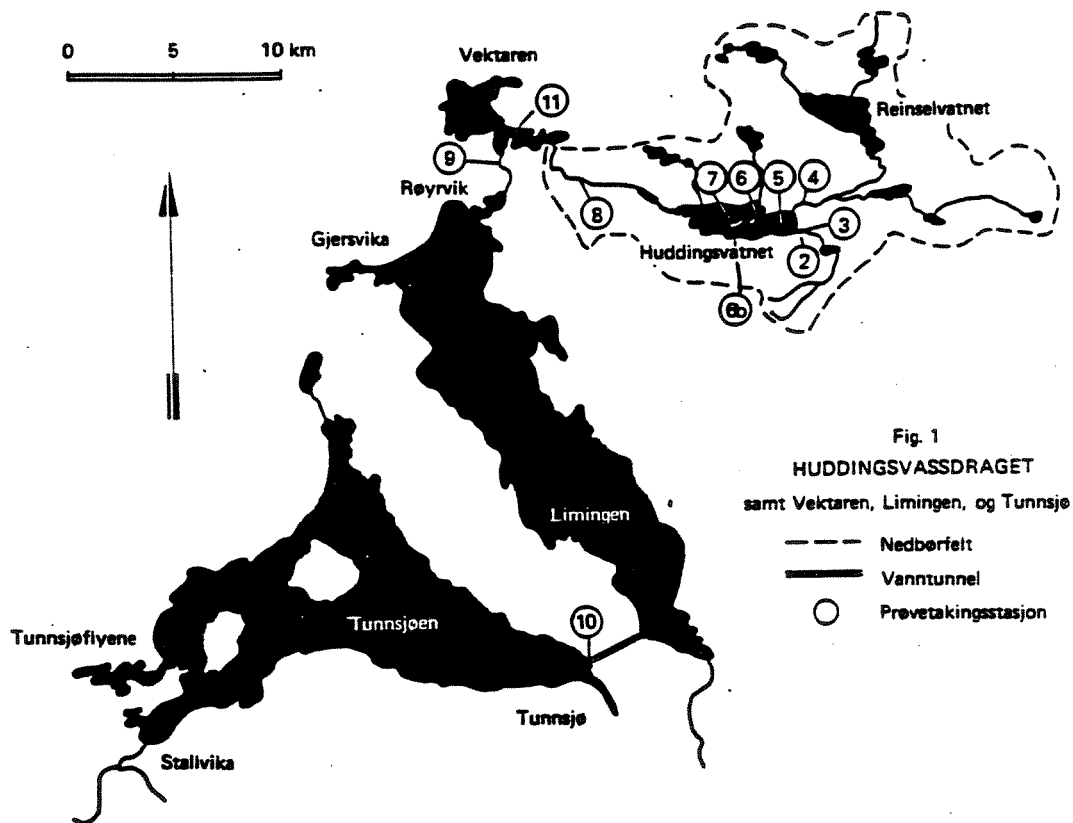 0 5 10 km
Vektaren
11
Reinselvatnet
9
Røyrvik
7 6 5 4
8
Gjersvika
Huddingsvatnet
3
2
6b
Fig. 1
HUDDINGSVASSDRAGET
samt Vektaren, Limingen, og Tunnsjø
Limingen
Nedbørfelt
Vanntunnel
Prøvetakingsstasjon
10
Tunnsjøen
Tunnsjøflyene
Tunnsjø
Stallvika